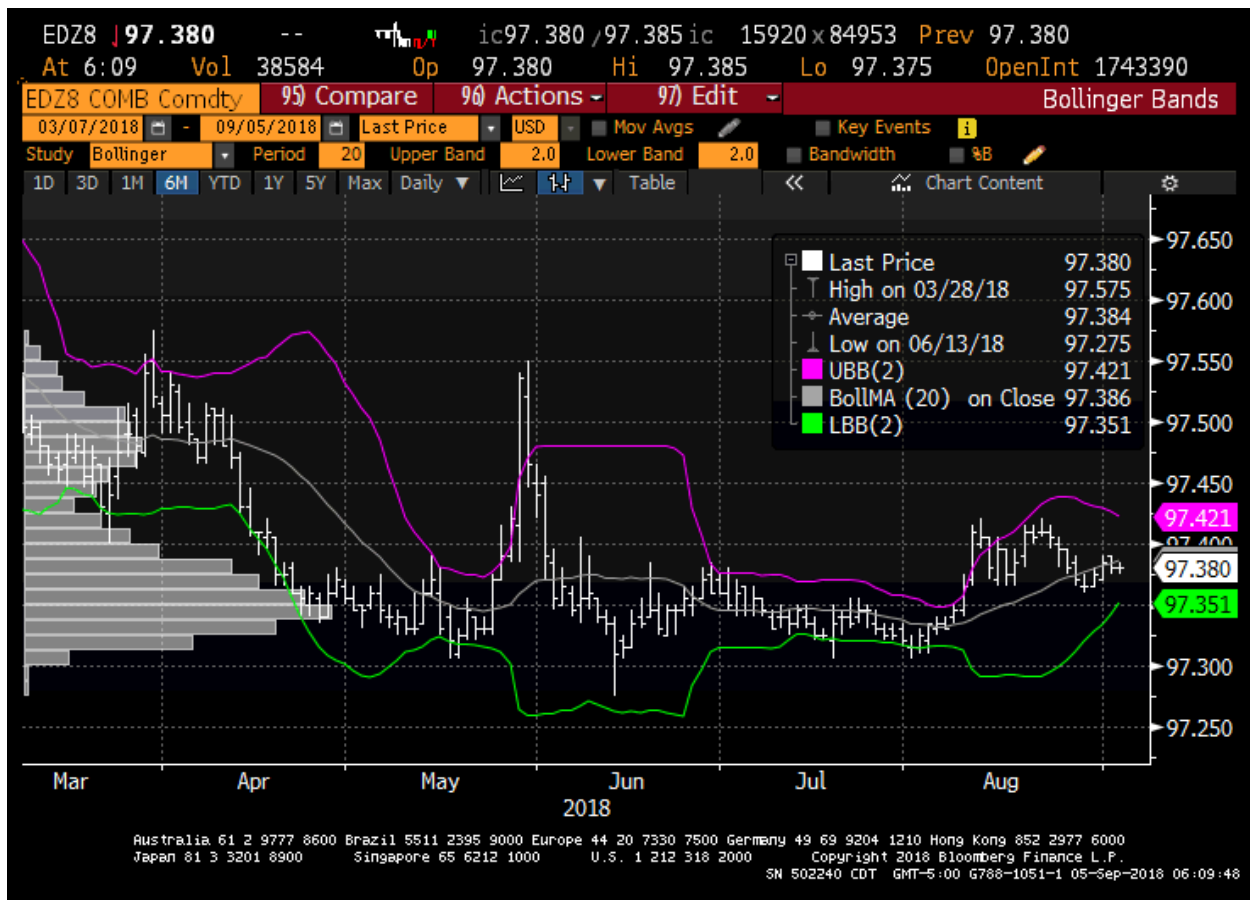 EDZ8 97.380 -- ic97.380/97.385ic 15920x84953 Prev 97.380
At 6:09 Vol 38584 Op 97.380 Hi 97.385 Lo 97.375 OpenInt 1743390
EDZ8 COMB Comdty 95) Compare 96) Actions 97) Edit Bollinger Bands
03/07/2018 - 09/05/2018 Last Price USD Mov Avgs Key Events i
Study Bollinger Period 20 Upper Band 2.0 Lower Band 2.0 Bandwidth %B
1D 3D 1M 6M YTD 1Y 5Y Max Daily ▼ ▼ Table « Chart Content
97.650
97.600
97.550
97.500
97.450
97.421
97.400
97.380
97.351
97.300
97.250
Last Price 97.380
High on 03/28/18 97.575
Average 97.384
Low on 06/13/18 97.275
UBB(2) 97.421
BollMA (20) on Close 97.386
LBB(2) 97.351
Mar Apr May Jun Jul Aug
2018
Australia 61 2 9777 8600 Brazil 5511 2395 9000 Europe 44 20 7330 7500 Germany 49 69 9204 1210 Hong Kong 852 2977 6000
Japan 81 3 3201 8900 Singapore 65 6212 1000 U.S. 1 212 318 2000 Copyright 2018 Bloomberg Finance L.P.
SN 502240 CDT GMT-5:00 G788-1051-1 05-Sep-2018 06:09:48